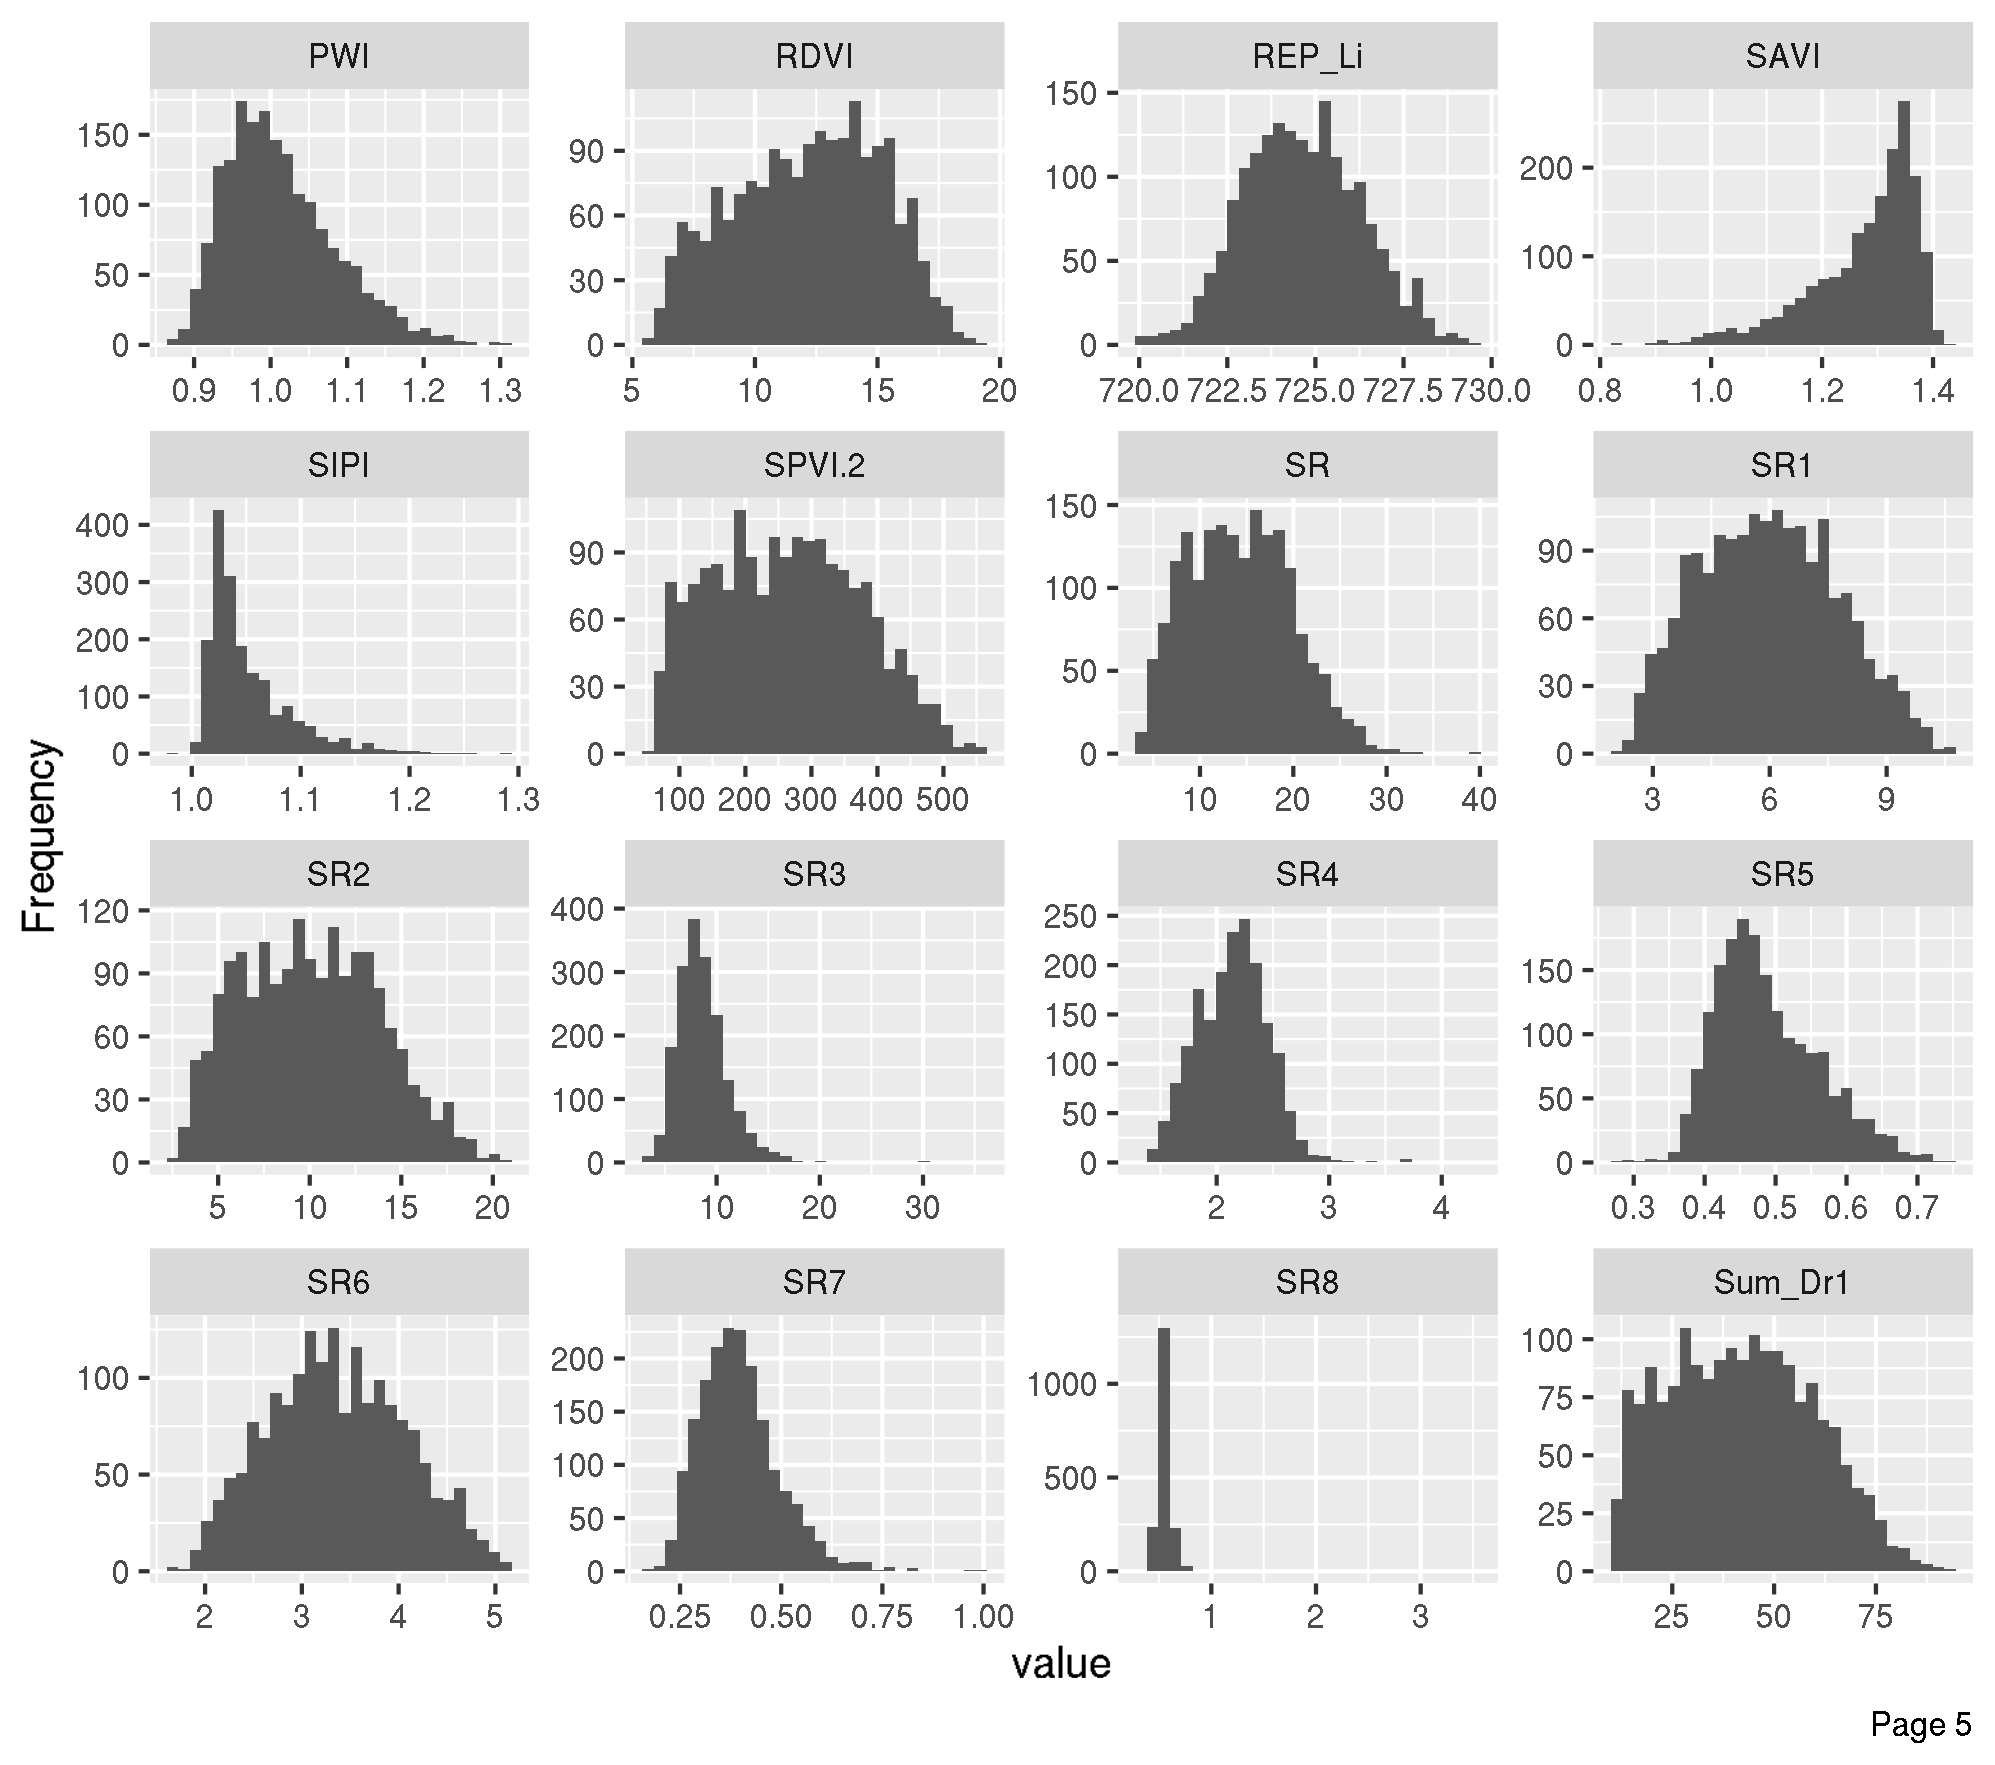 PWI RDVI REP_Li SAVI
150 100 50 0
90 60 30 0
150 100 50 0
200 100 0
0.9 1.0 1.1 1.2 1.3
5 10 15 20
720.0 722.5 725.0 727.5 730.0
0.8 1.0 1.2 1.4
SIPI SPVI.2 SR SR1
400 300 200 100 0
90 60 30 0
150 100 50 0
90 60 30 0
1.0 1.1 1.2 1.3
100 200 300 400 500
10 20 30 40
3 6 9
Frequency
SR2 SR3 SR4 SR5
120 90 60 30 0
400 300 200 100 0
250 200 150 100 50 0
150 100 50 0
5 10 15 20
10 20 30
2 3 4
0.3 0.4 0.5 0.6 0.7
SR6 SR7 SR8 Sum_Dr1
100 50 0
200 150 100 50 0
1000 500 0
100 75 50 25 0
2 3 4 5
0.25 0.50 0.75 1.00
1 2 3
25 50 75
value
Page 5